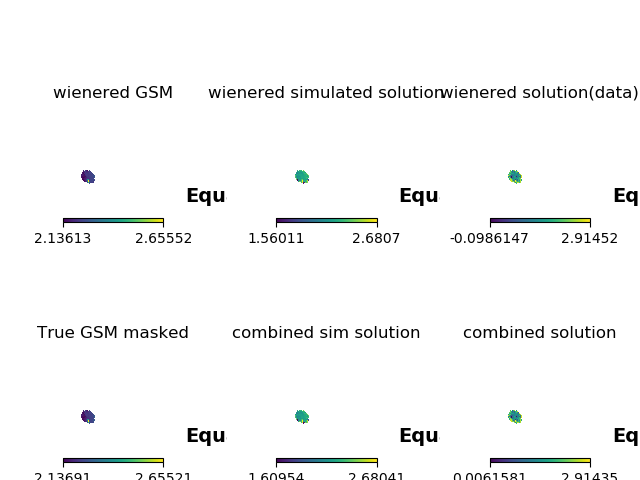 wienered GSM
wienered simulated solution
wienered solution(data)
Equ
Equ
Eq
2.13613
2.65552
1.56011
2.6807
-0.0986147
2.91452
True GSM masked
combined sim solution
combined solution
Equ
Equ
Eq
2.13691
2.65521
1.60954
2.68041
0.0061581
2.91435